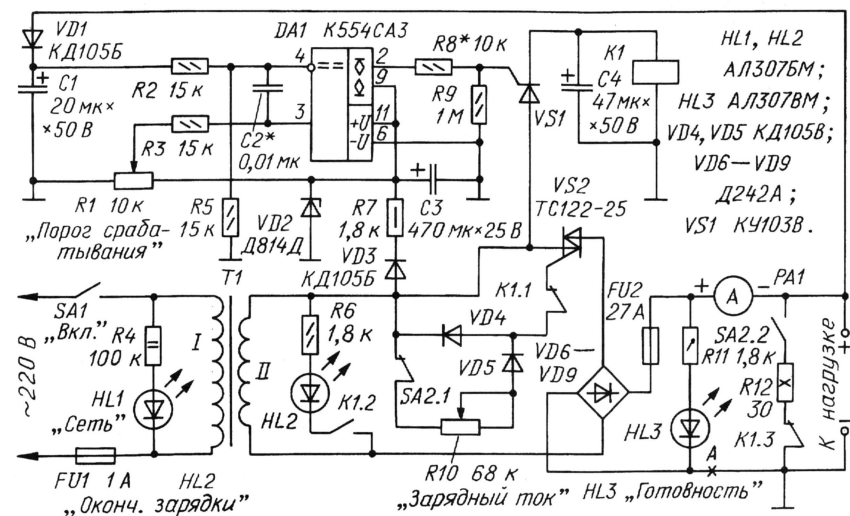 VD1
КД105Б
C1
20 мк×
×50 В
R2 15 к
R3 15 к
C2*
0,01 мк
DA1 К554СА3
4
3
==
+U
-U
2
9
11
6
R8* 10 к
R9
1 М
VS1
C4
47 мк×
×50 В
K1
HL1, HL2
АЛ307БМ;
HL3 АЛ307ВМ;
VD4, VD5 КД105В;
VD6—VD9
Д242А;
VS1 КУ103В.
R1 10 к
„Порог сраба-
тывания”
R5
15 к
VD2
Д814Д
R7
1,8 к
C3
470 мк×25 В
VD3
КД105Б
VS2
ТС122-25
SA1
„Вкл.”
~220 В
R4
100 к
HL1
„Сеть”
FU1 1 А
T1
I
II
R6
1,8 к
HL2
K1.2
HL2
„Оконч. зарядки”
SA2.1
VD4
VD5
K1.1
R10 68 к
„Зарядный ток”
VD6—
VD9
FU2
27 А
+
A
−
PA1
SA2.2
R11 1,8 к
R12
30
HL3
K1.3
А
HL3 „Готовность”
+
К нагрузке
−